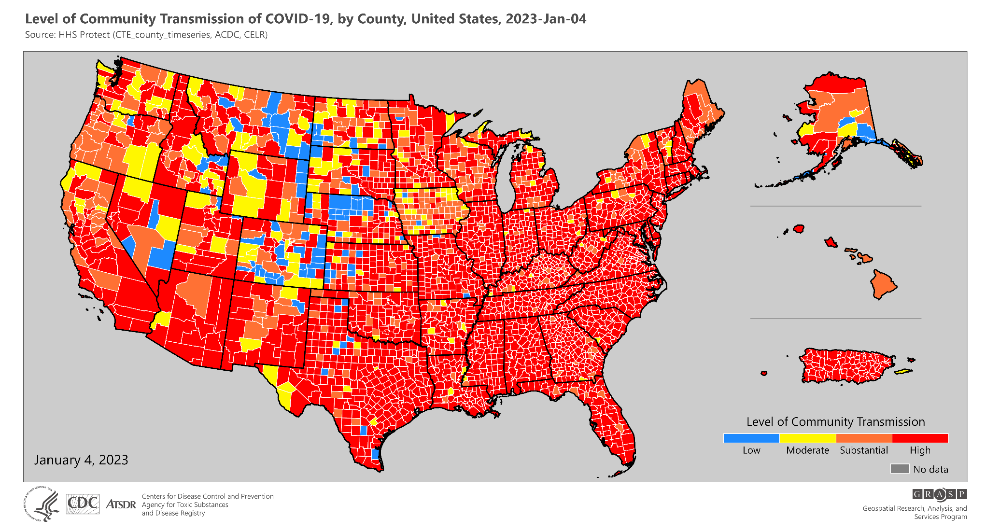 Level of Community Transmission of COVID-19, by County, United States, 2023-Jan-04
Source: HHS Protect (CTE_county_timeseries, ACDC, CELR)
Level of Community Transmission
Low Moderate Substantial High
No data
January 4, 2023
CDC
ATSDR
Centers for Disease Control and Prevention
Agency for Toxic Substances
and Disease Registry
GRASP
Geospatial Research, Analysis, and
Services Program